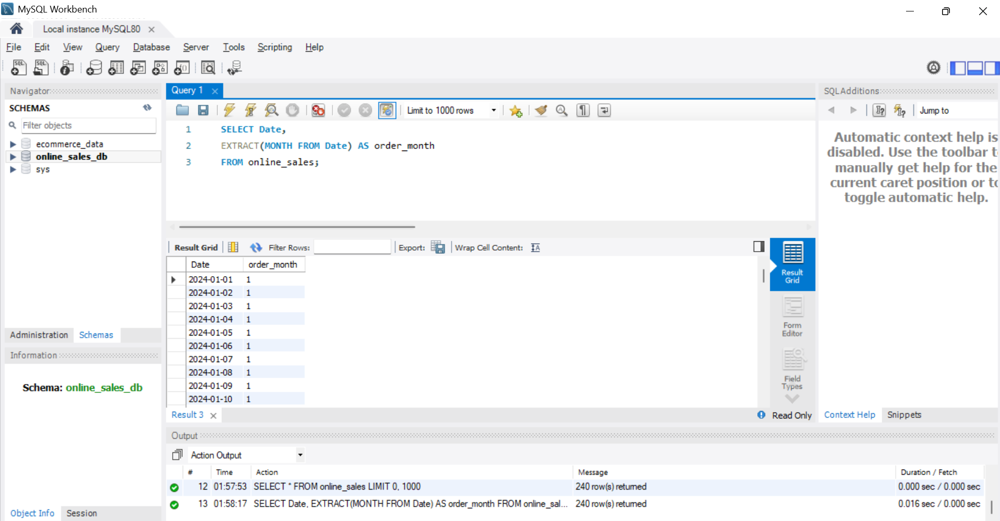 MySQL Workbench
Local instance MySQL80
File Edit View Query Database Server Tools Scripting Help
Navigator
SCHEMAS
Filter objects
ecommerce_data
online_sales_db
sys
Administration Schemas
Information
Schema: online_sales_db
Object Info Session
Query 1
Limit to 1000 rows
1 SELECT Date,
2 EXTRACT(MONTH FROM Date) AS order_month
3 FROM online_sales;
Result Grid Filter Rows: Export: Wrap Cell Content:
Date order_month
2024-01-01 1
2024-01-02 1
2024-01-03 1
2024-01-04 1
2024-01-05 1
2024-01-06 1
2024-01-07 1
2024-01-08 1
2024-01-09 1
2024-01-10 1
Result
Grid
Form
Editor
Field
Types
Result 3
Read Only
SQLAdditions
Jump to
Automatic context help is
disabled. Use the toolbar t
manually get help for the
current caret position or to
toggle automatic help.
Context Help Snippets
Output
Action Output
# Time Action Message Duration / Fetch
12 01:57:53 SELECT * FROM online_sales LIMIT 0, 1000 240 row(s) returned 0.000 sec / 0.000 sec
13 01:58:17 SELECT Date, EXTRACT(MONTH FROM Date) AS order_month FROM online_sal... 240 row(s) returned 0.016 sec / 0.000 sec